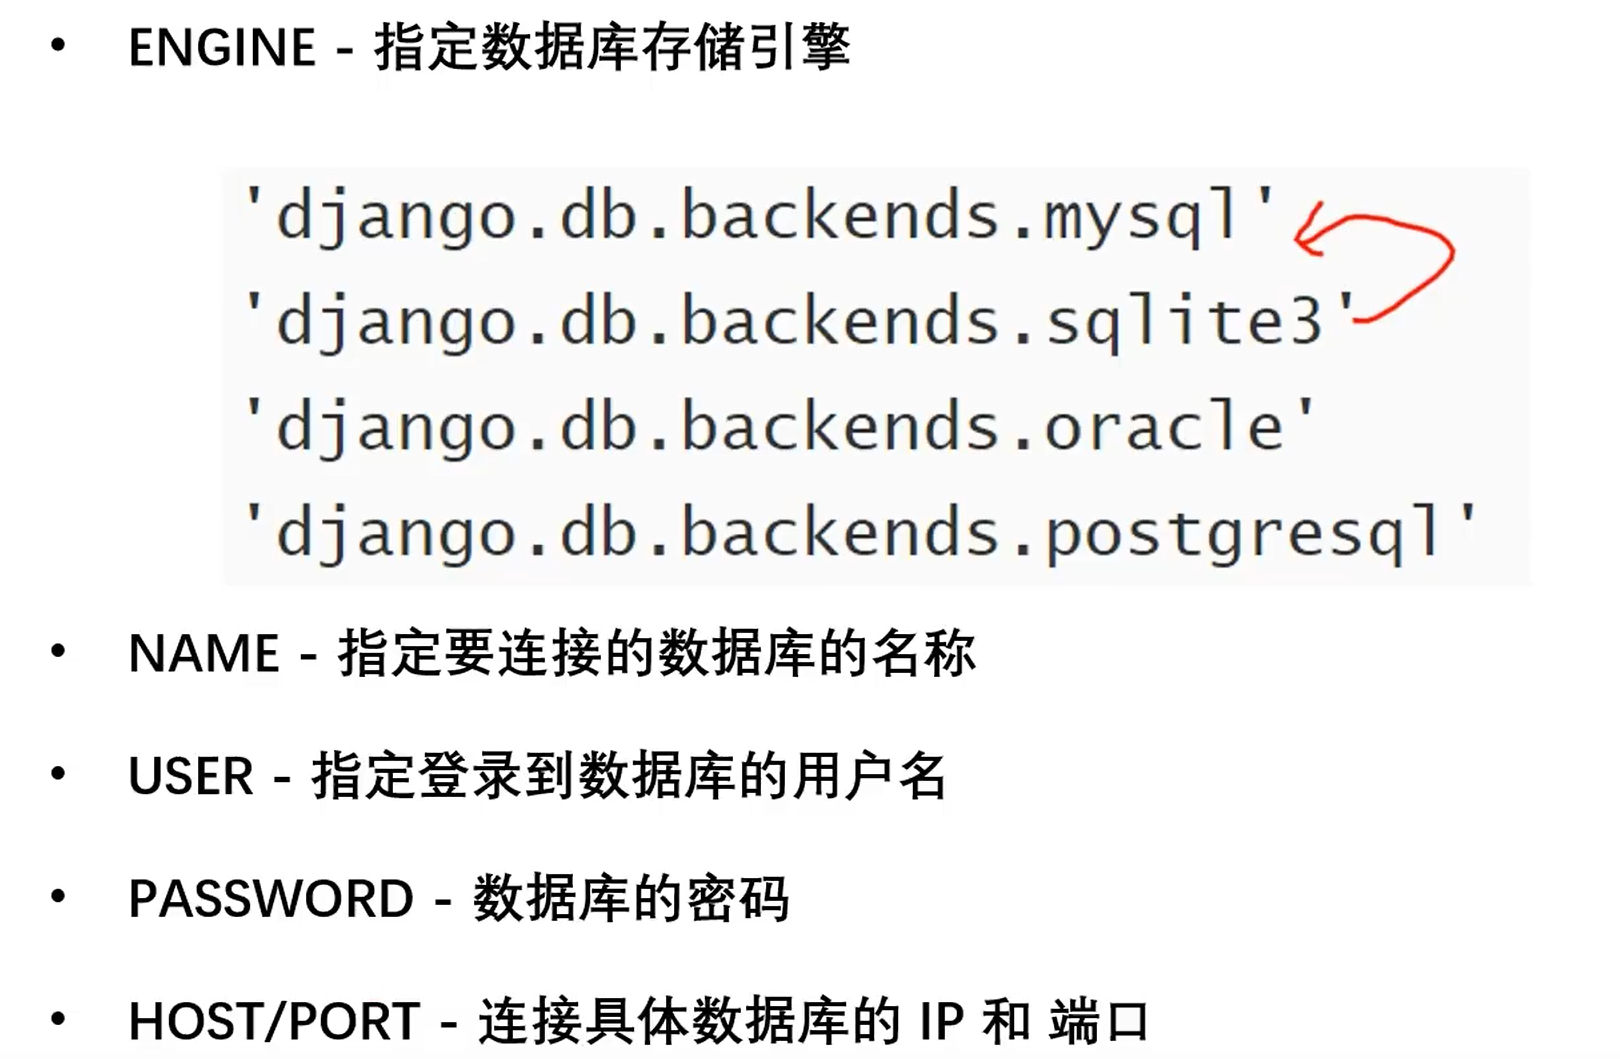 • ENGINE - 指定数据库存储引擎
'django.db.backends.mysql'
'django.db.backends.sqlite3'
'django.db.backends.oracle'
'django.db.backends.postgresql'
• NAME - 指定要连接的数据库的名称
• USER - 指定登录到数据库的用户名
• PASSWORD - 数据库的密码
• HOST/PORT - 连接具体数据库的 IP 和 端口